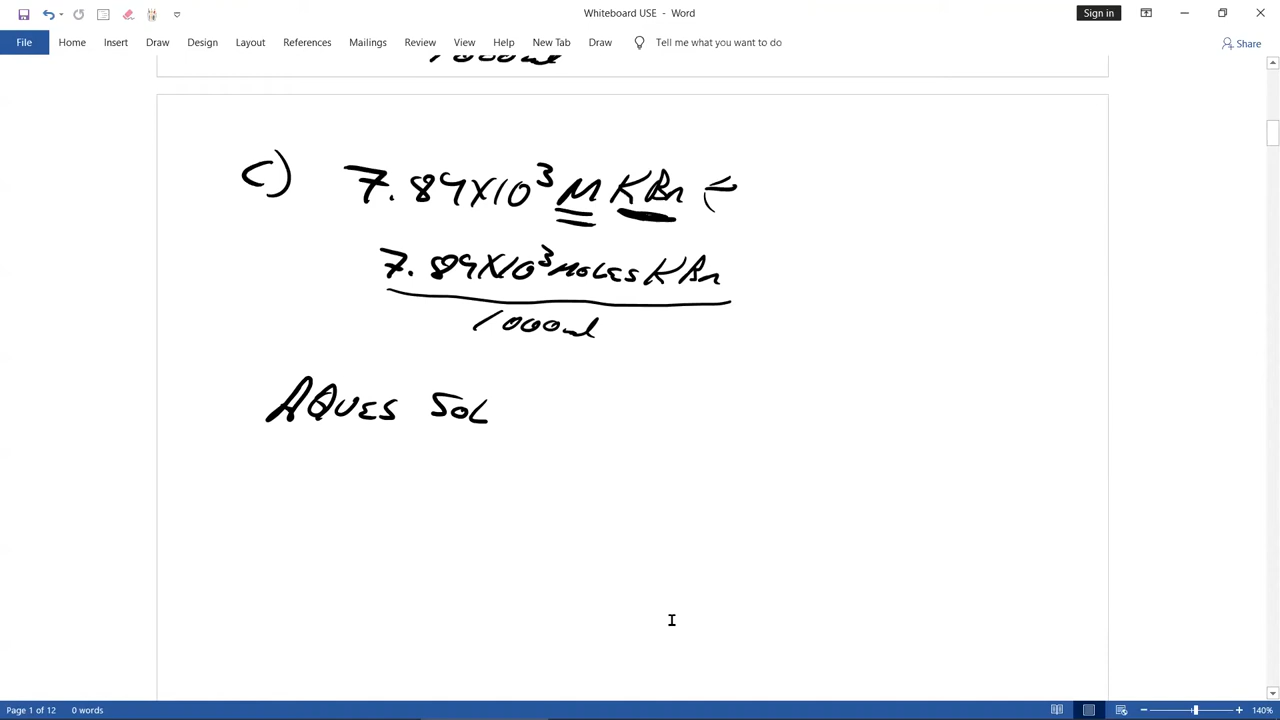 Whiteboard USE - Word
Sign in
File Home Insert Draw Design Layout References Mailings Review View Help New Tab Draw Tell me what you want to do
Share
1000ml
C) 7.89X10³ M KBr
7.89X10³ MOLES KBr
1000ml
AQUES SOL
Page 1 of 12 0 words
140%